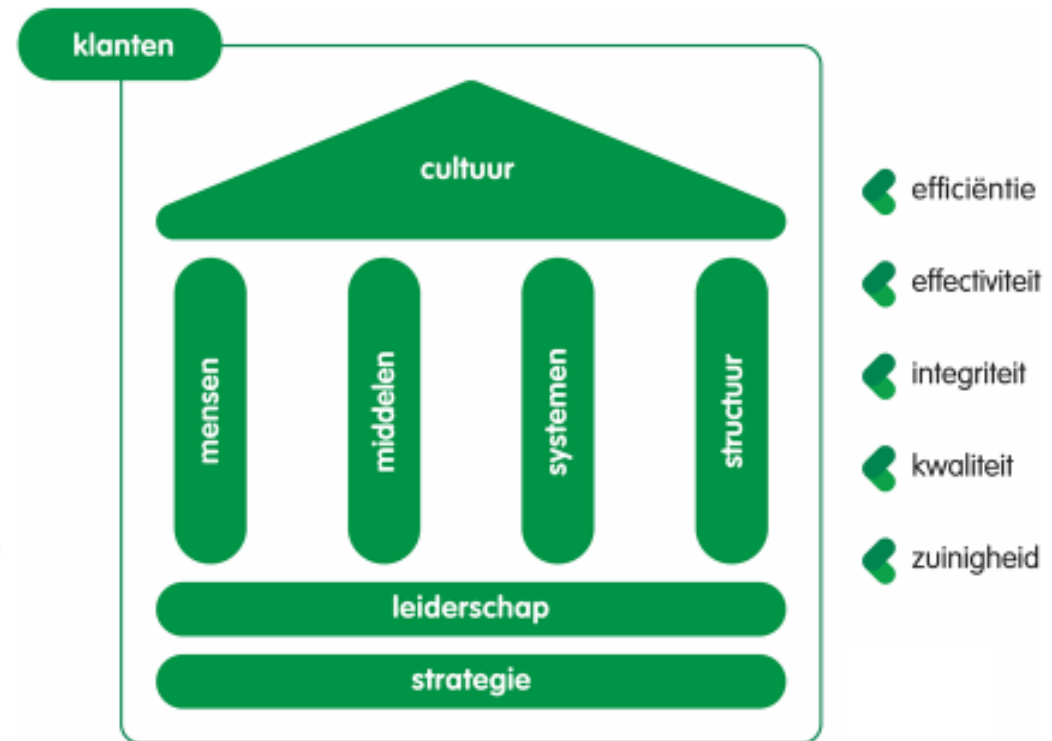 klanten
cultuur
mensen
middelen
systemen
structuur
leiderschap
strategie
efficiëntie
effectiviteit
integriteit
kwaliteit
zuinigheid